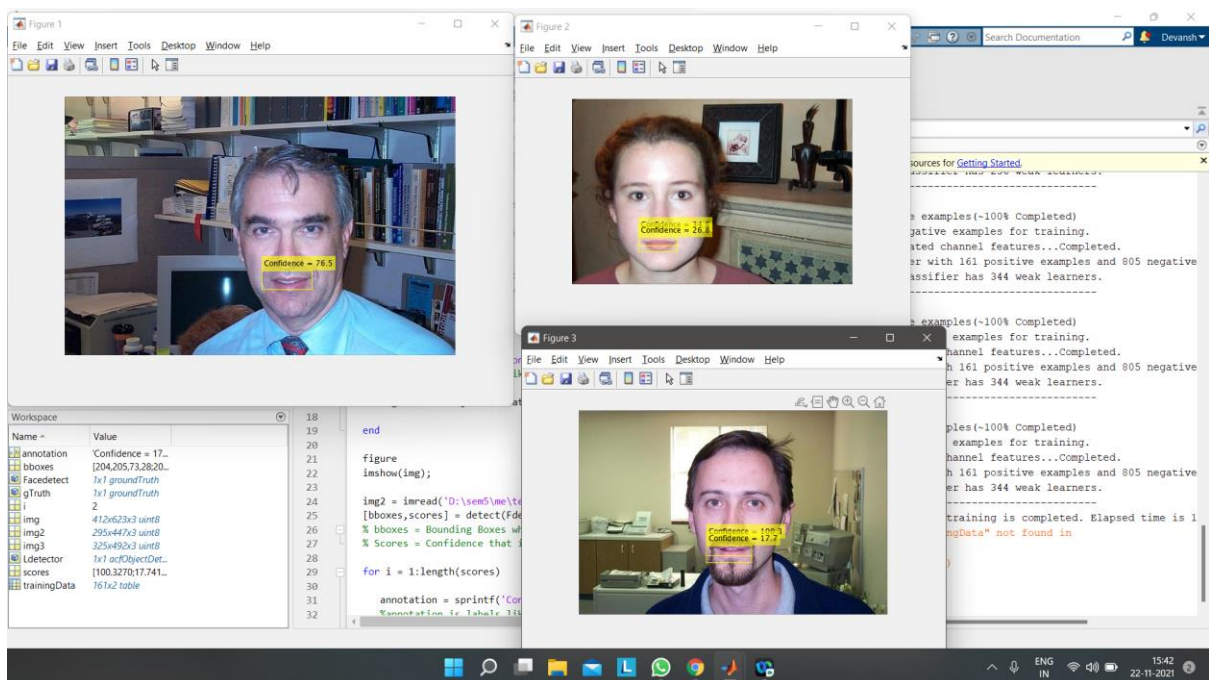 Figure 1
File Edit View Insert Tools Desktop Window Help
Confidence = 76.5
Figure 2
File Edit View Insert Tools Desktop Window Help
Confidence = 26.8
Search Documentation
Devansh
sources for Getting Started.
-------------------------------
examples(~100% Completed)
gative examples for training.
ated channel features...Completed.
er with 161 positive examples and 805 negative
assifier has 344 weak learners.
-------------------------------
examples(~100% Completed)
examples for training.
hannel features...Completed.
h 161 positive examples and 805 negative
er has 344 weak learners.
-------------------------------
ples(~100% Completed)
examples for training.
hannel features...Completed.
h 161 positive examples and 805 negative
er has 344 weak learners.
-------------------------------
training is completed. Elapsed time is 1
ngData" not found in
Figure 3
File Edit View Insert Tools Desktop Window Help
Confidence = 100.3
Confidence = 17.7
Workspace
Name Value
annotation 'Confidence = 17...
bboxes [204,205,73,28;20...
Facedetect 1x1 groundTruth
gTruth 1x1 groundTruth
i 2
img 412x623x3 uint8
img2 295x447x3 uint8
img3 325x492x3 uint8
Ldetector 1x1 acfObjectDet...
scores [100.3270;17.741...
trainingData 161x2 table
18
19 end
20
21 figure
22 imshow(img);
23
24 img2 = imread('D:\sem5\me\te
25 [bboxes,scores] = detect(Fde
26 % bboxes = Bounding Boxes wh
27 % Scores = Confidence that i
28
29 for i = 1:length(scores)
30
31 annotation = sprintf('Con
32 %annotation is labels lik
ENG
IN
15:42
22-11-2021